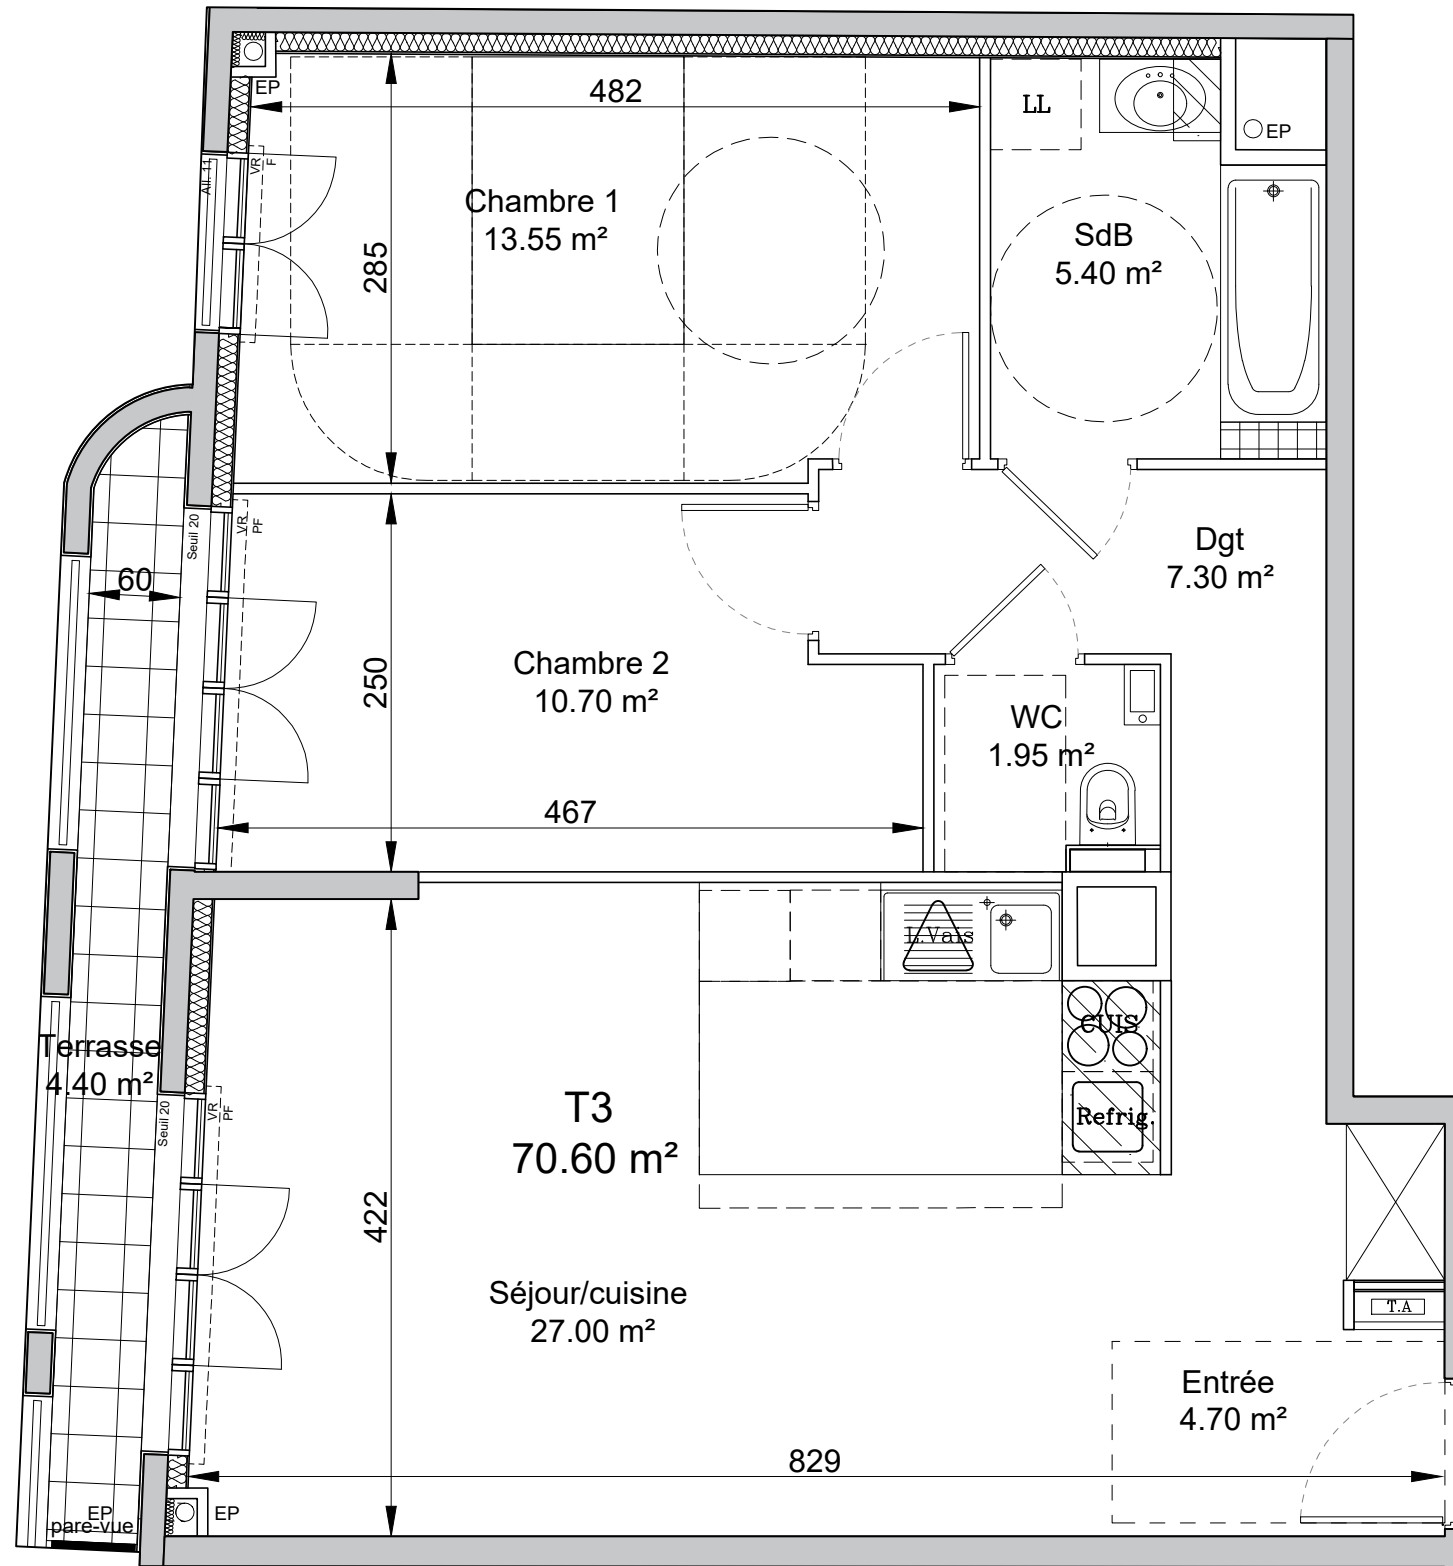 EP
482
LL
EP
VR
F
All. 11
Chambre 1
13.55 m²
285
SdB
5.40 m²
Seuil 20
VR
PF
Dgt
7.30 m²
60
Chambre 2
10.70 m²
250
WC
1.95 m²
467
L.Vais
CUIS
Terrasse
4.40 m²
Seuil 20
VR
PF
T3
70.60 m²
Refrig.
422
Séjour/cuisine
27.00 m²
T.A
Entrée
4.70 m²
829
EP
pare-vue
EP